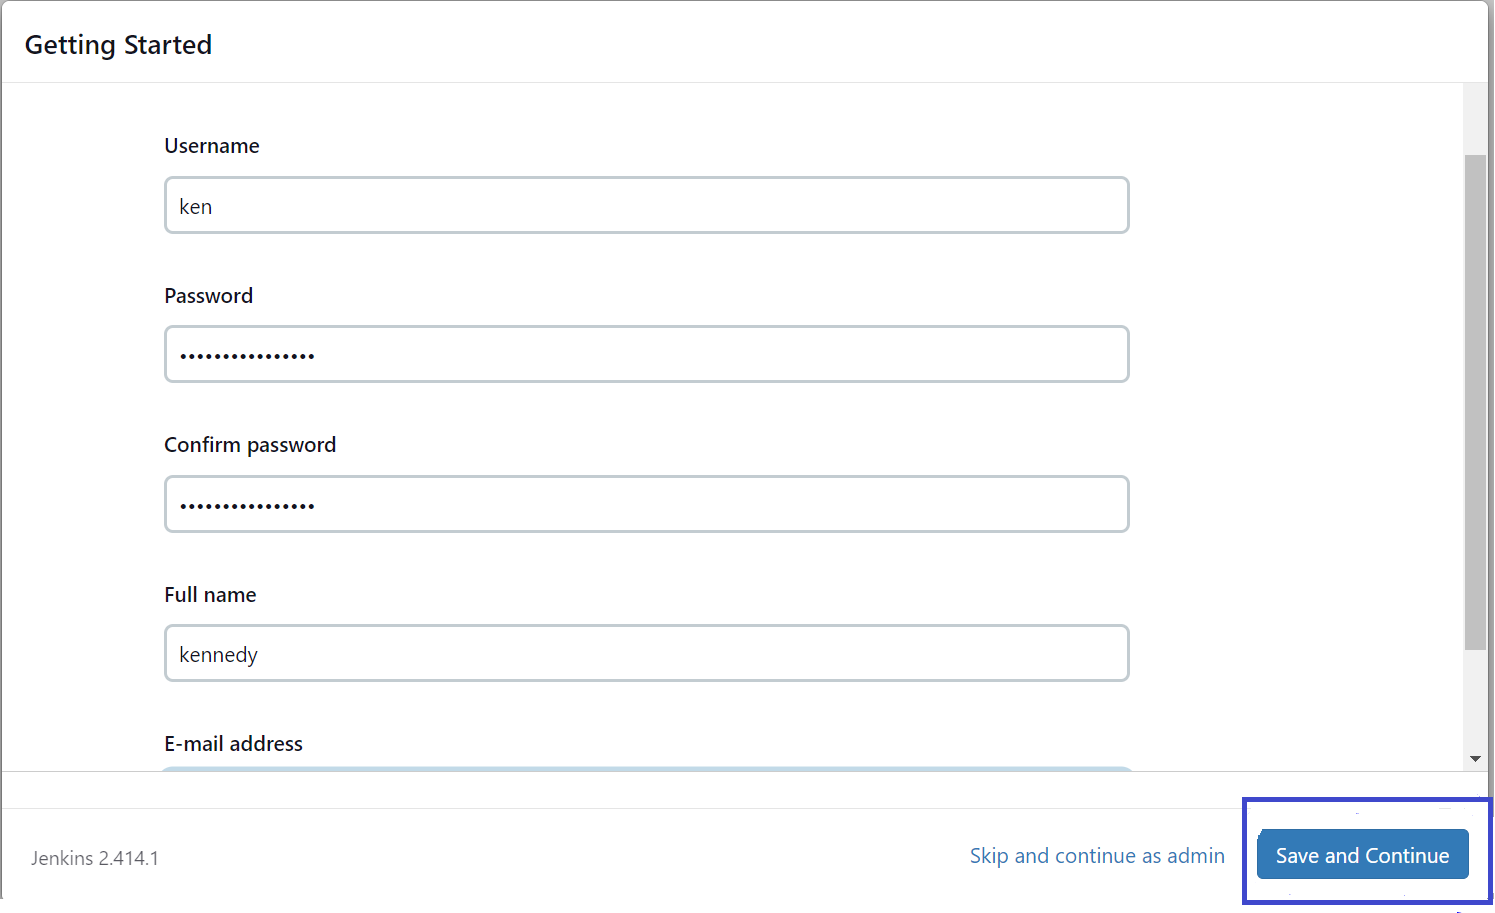 Getting Started
Username
ken
Password
••••••••••••••••
Confirm password
••••••••••••••••
Full name
kennedy
E-mail address
Jenkins 2.414.1
Skip and continue as admin
Save and Continue